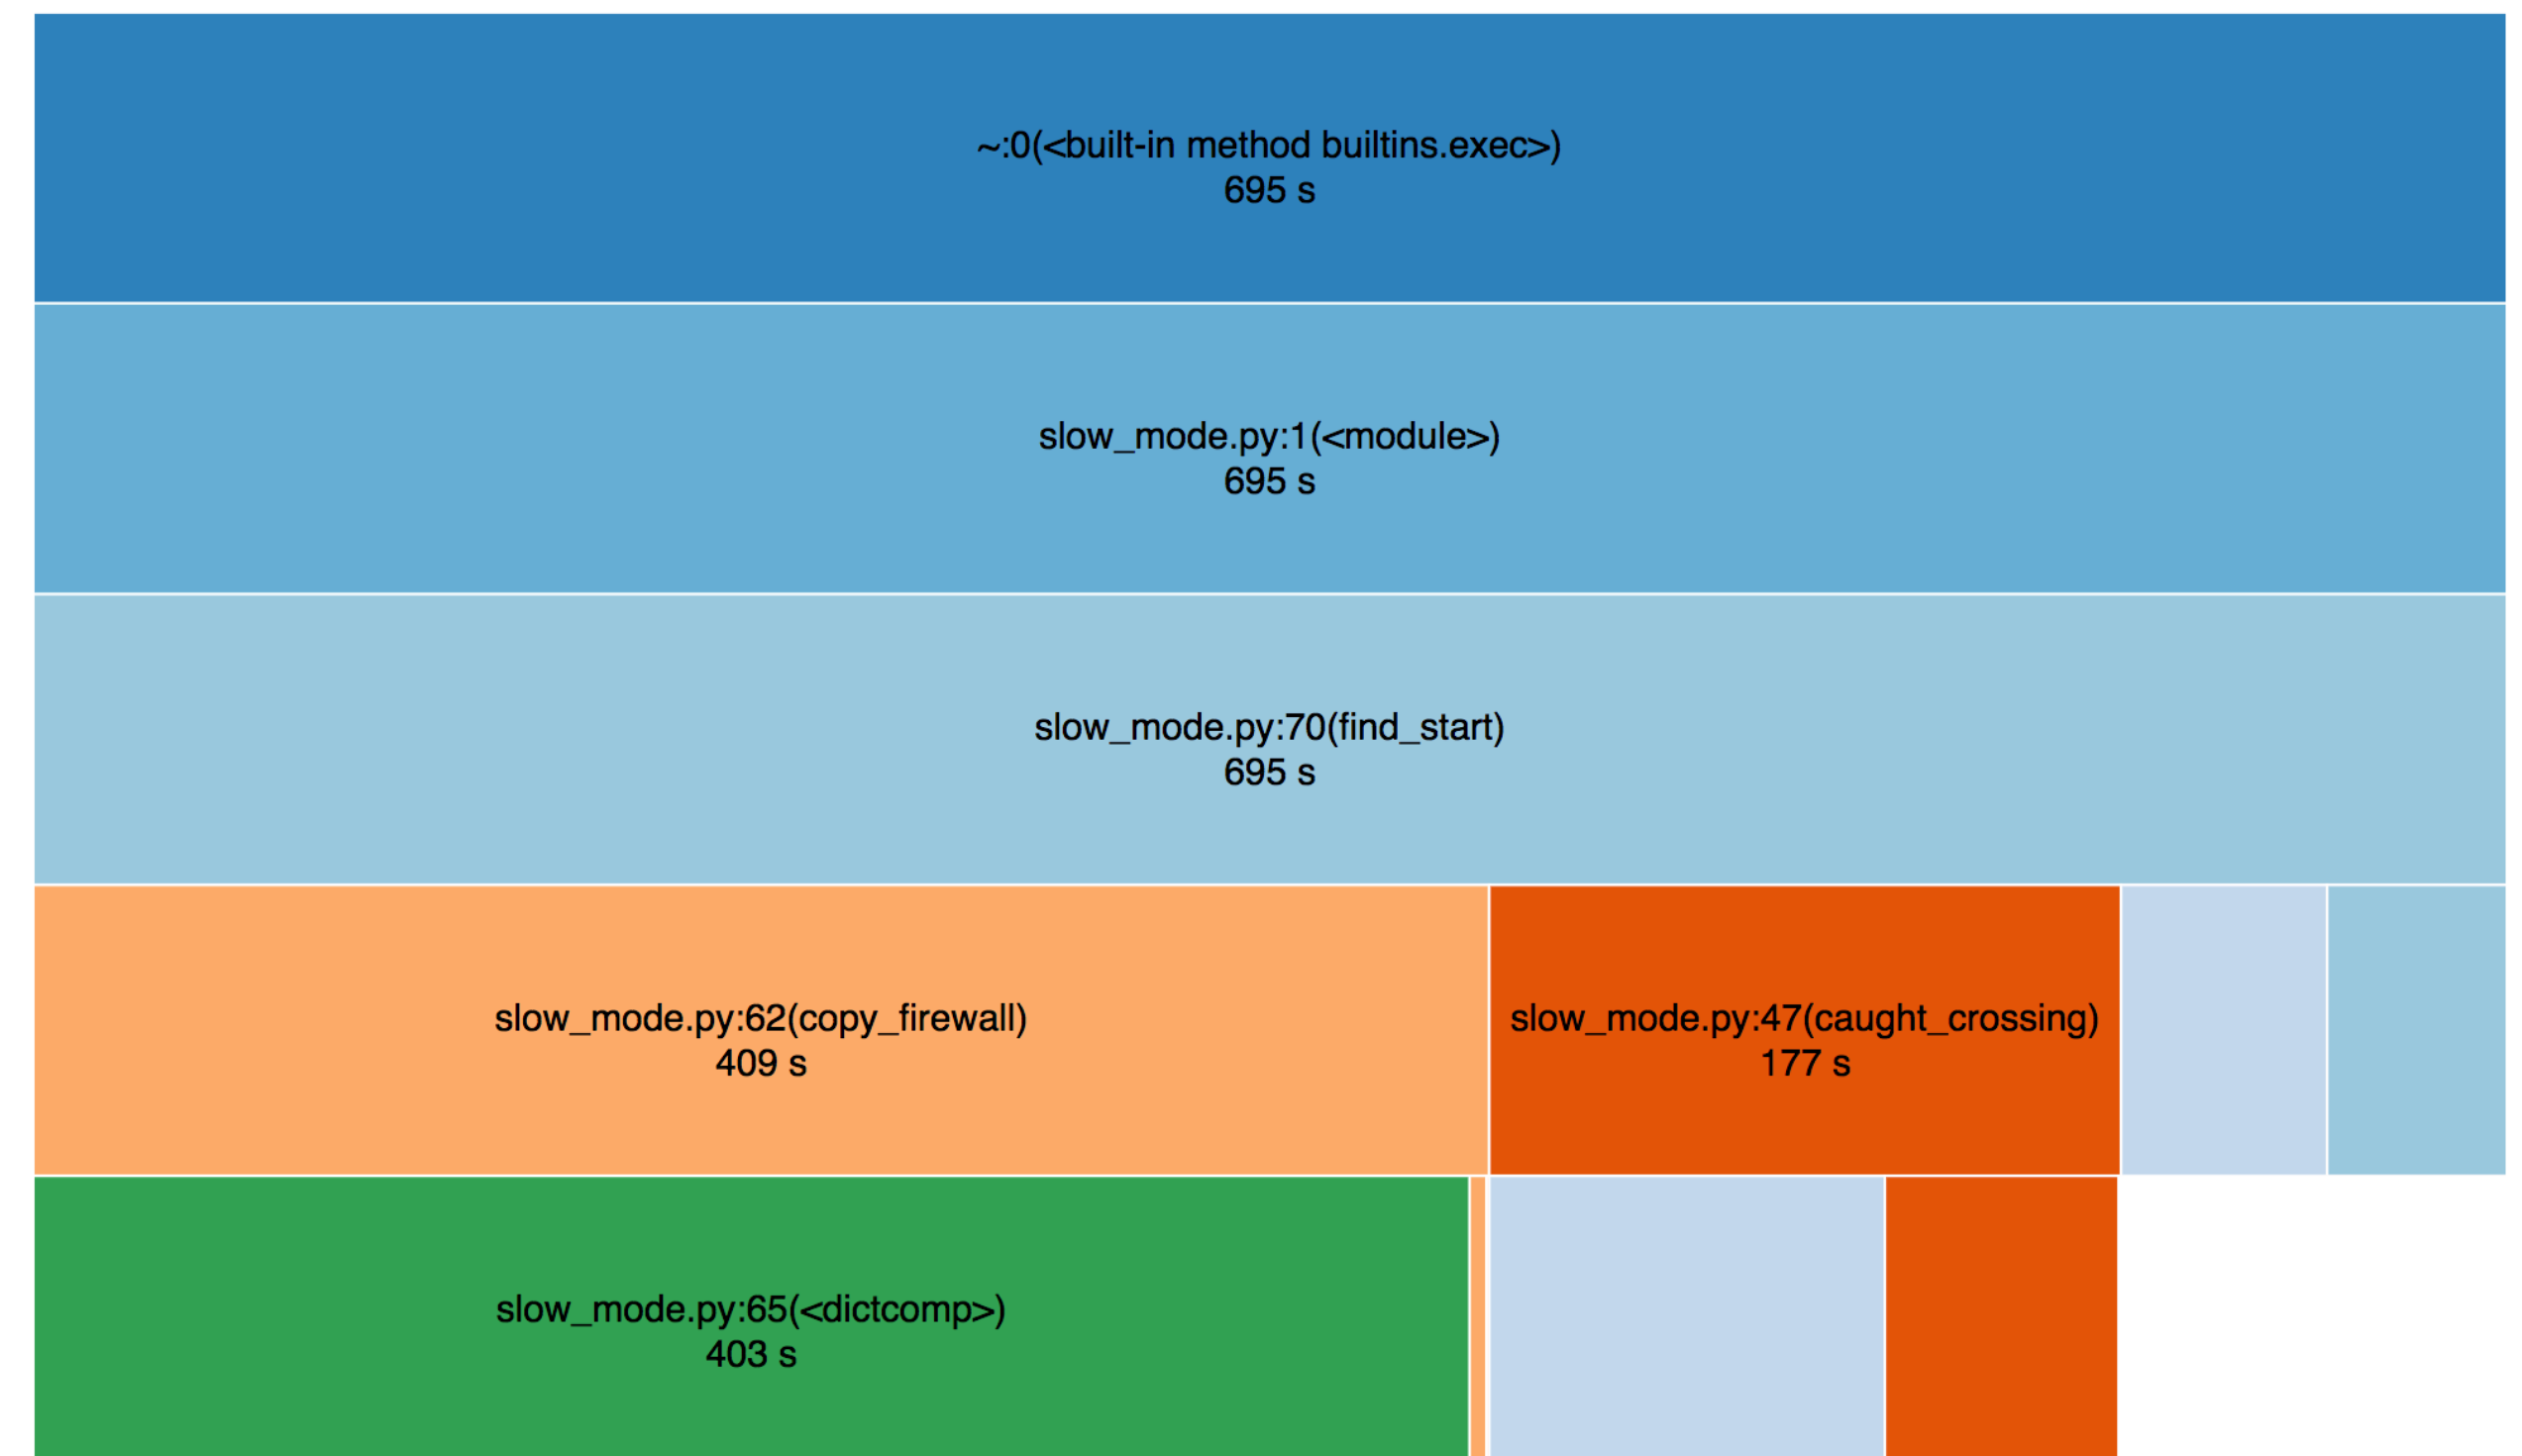 ~:0(<built-in method builtins.exec>)
695 s
slow_mode.py:1(<module>)
695 s
slow_mode.py:70(find_start)
695 s
slow_mode.py:62(copy_firewall)
409 s
slow_mode.py:47(caught_crossing)
177 s
slow_mode.py:65(<dictcomp>)
403 s